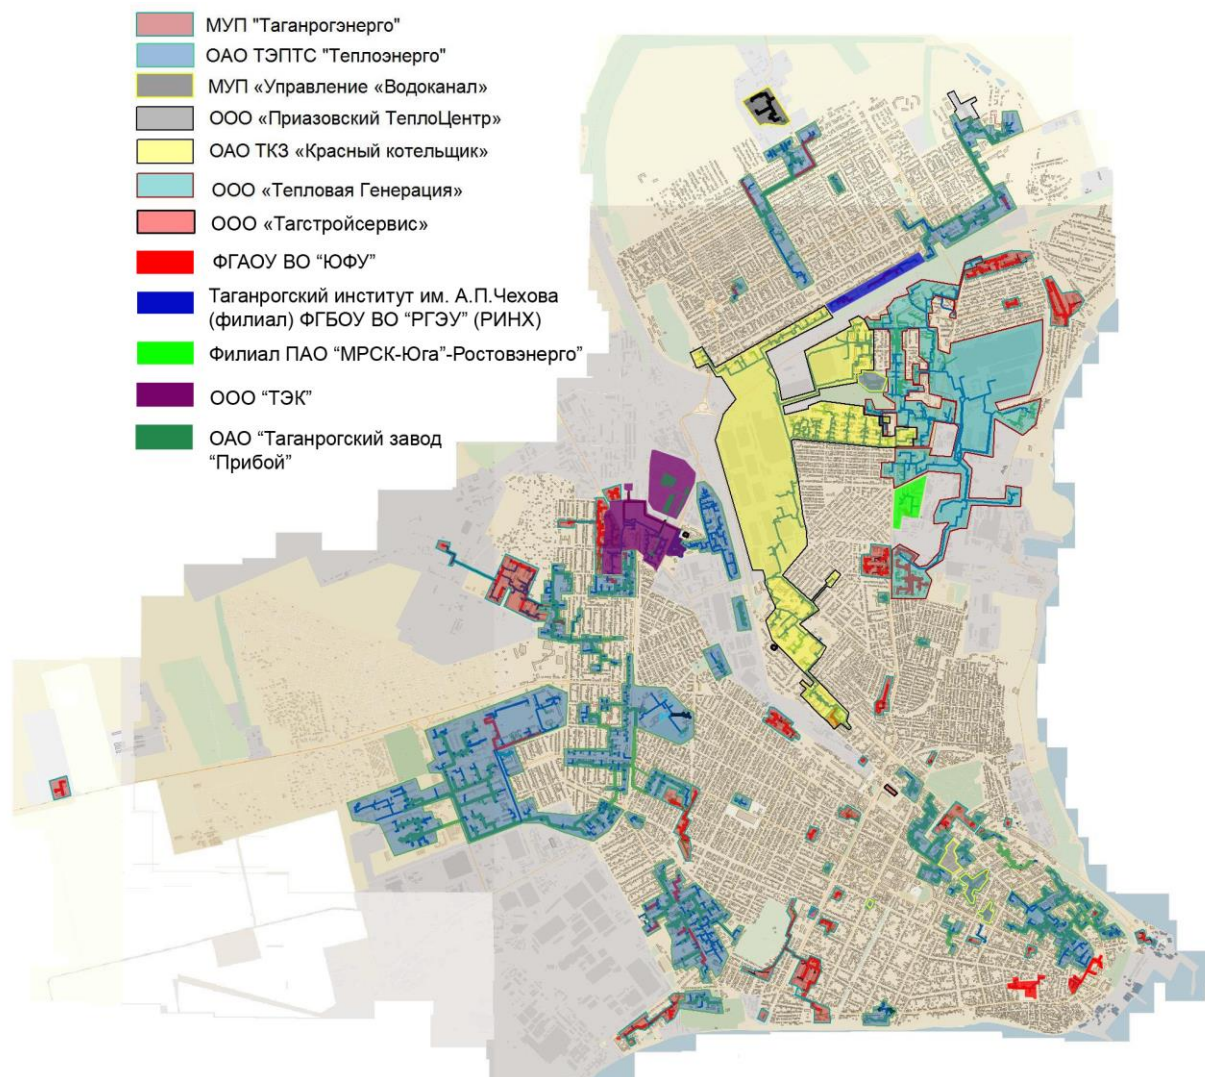 МУП "Таганрогэнерго"
ОАО ТЭПТС "Теплоэнерго"
МУП «Управление «Водоканал»
ООО «Приазовский ТеплоЦентр»
ОАО ТКЗ «Красный котельщик»
ООО «Тепловая Генерация»
ООО «Тагстройсервис»
ФГАОУ ВО “ЮФУ”
Таганрогский институт им. А.П.Чехова
(филиал) ФГБОУ ВО “РГЭУ” (РИНХ)
Филиал ПАО “МРСК-Юга”-Ростовэнерго”
ООО “ТЭК”
ОАО “Таганрогский завод
“Прибой”